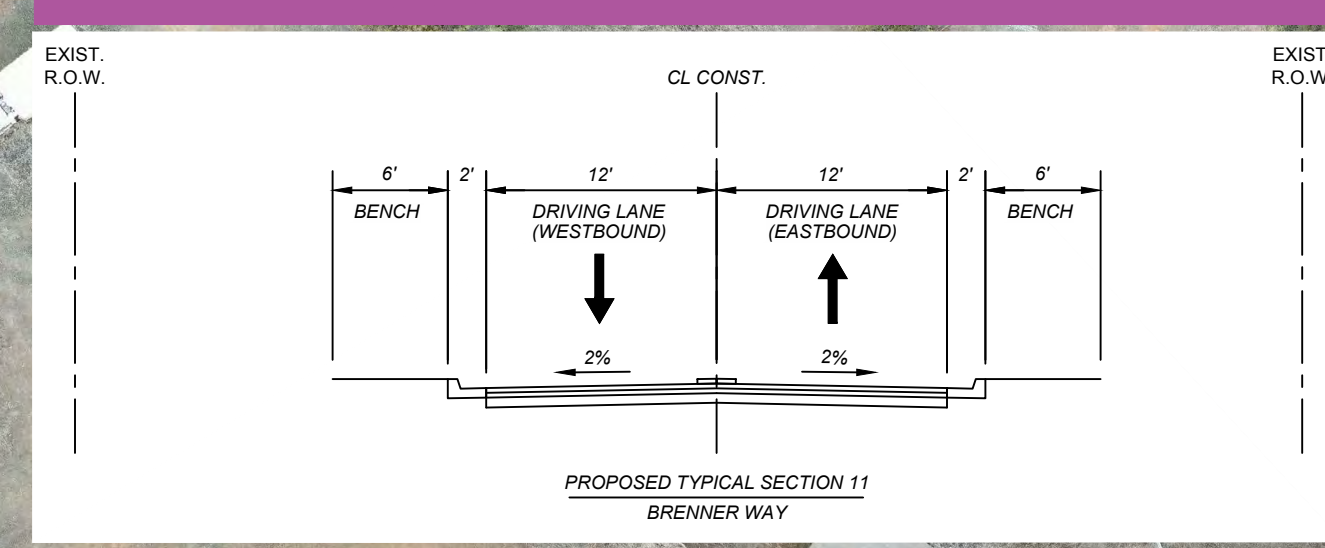 EXIST.
R.O.W.
CL CONST.
EXIST.
R.O.W.
6'
2'
12'
12'
2'
6'
BENCH
DRIVING LANE
(WESTBOUND)
DRIVING LANE
(EASTBOUND)
BENCH
2%
2%
PROPOSED TYPICAL SECTION 11
BRENNER WAY